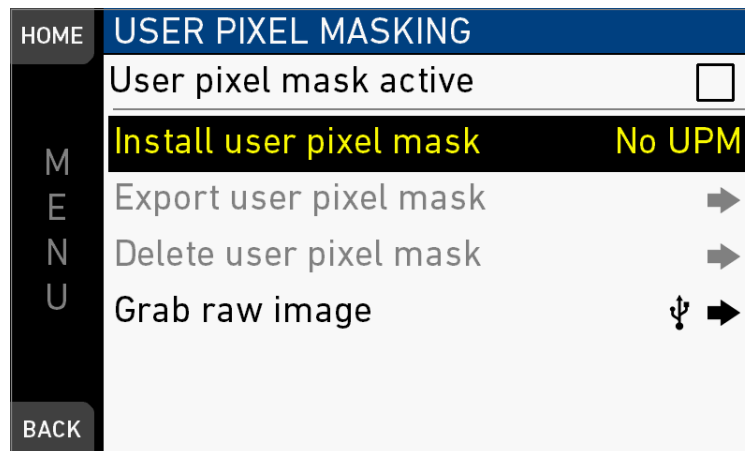 HOME
USER PIXEL MASKING
User pixel mask active
Install user pixel mask No UPM
Export user pixel mask
Delete user pixel mask
Grab raw image
MENU
BACK